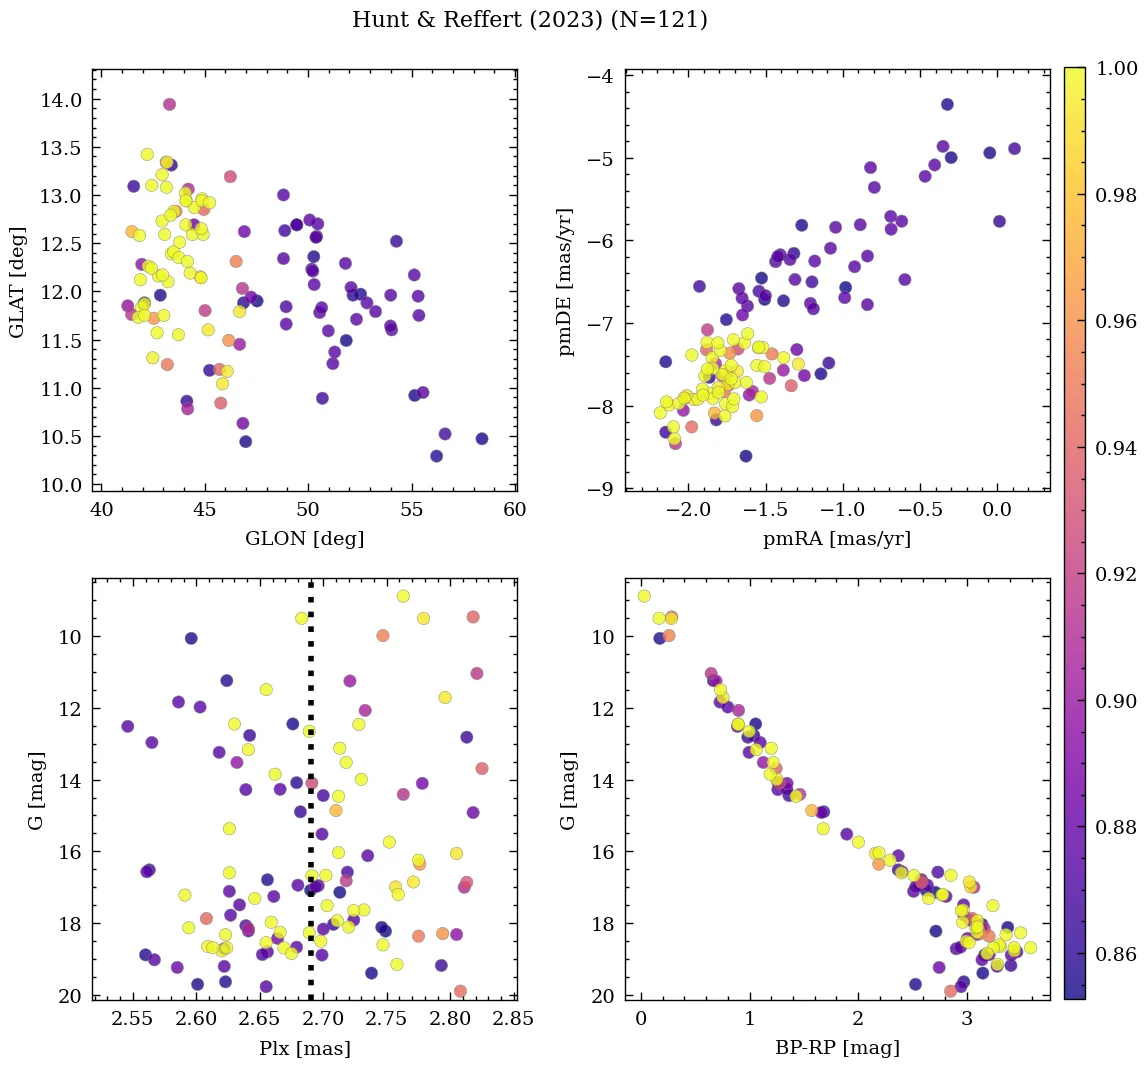 Hunt & Reffert (2023) (N=121)
14.0
13.5
13.0
12.5
12.0
11.5
11.0
10.5
10.0
GLAT [deg]
40 45 50 55 60
GLON [deg]
−4
−5
−6
−7
−8
−9
pmDE [mas/yr]
−2.0 −1.5 −1.0 −0.5 0.0
pmRA [mas/yr]
1.00
0.98
0.96
0.94
0.92
0.90
0.88
0.86
10
12
14
16
18
20
G [mag]
2.55 2.60 2.65 2.70 2.75 2.80 2.85
Plx [mas]
10
12
14
16
18
20
G [mag]
0 1 2 3
BP-RP [mag]